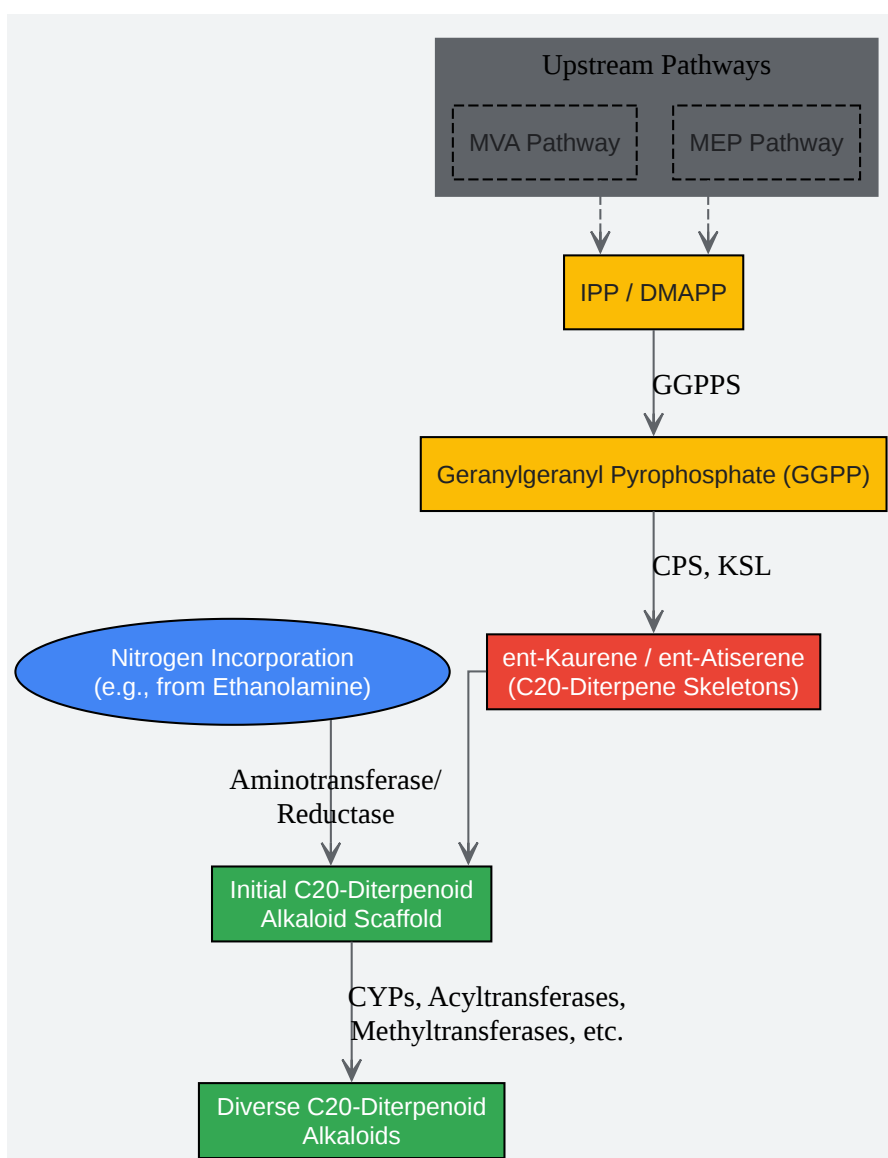 Upstream Pathways
MVA Pathway
MEP Pathway
IPP / DMAPP
GGPPS
Geranylgeranyl Pyrophosphate (GGPP)
CPS, KSL
Nitrogen Incorporation
(e.g., from Ethanolamine)
ent-Kaurene / ent-Atiserene
(C20-Diterpene Skeletons)
Aminotransferase/
Reductase
Initial C20-Diterpenoid
Alkaloid Scaffold
CYPs, Acyltransferases,
Methyltransferases, etc.
Diverse C20-Diterpenoid
Alkaloids